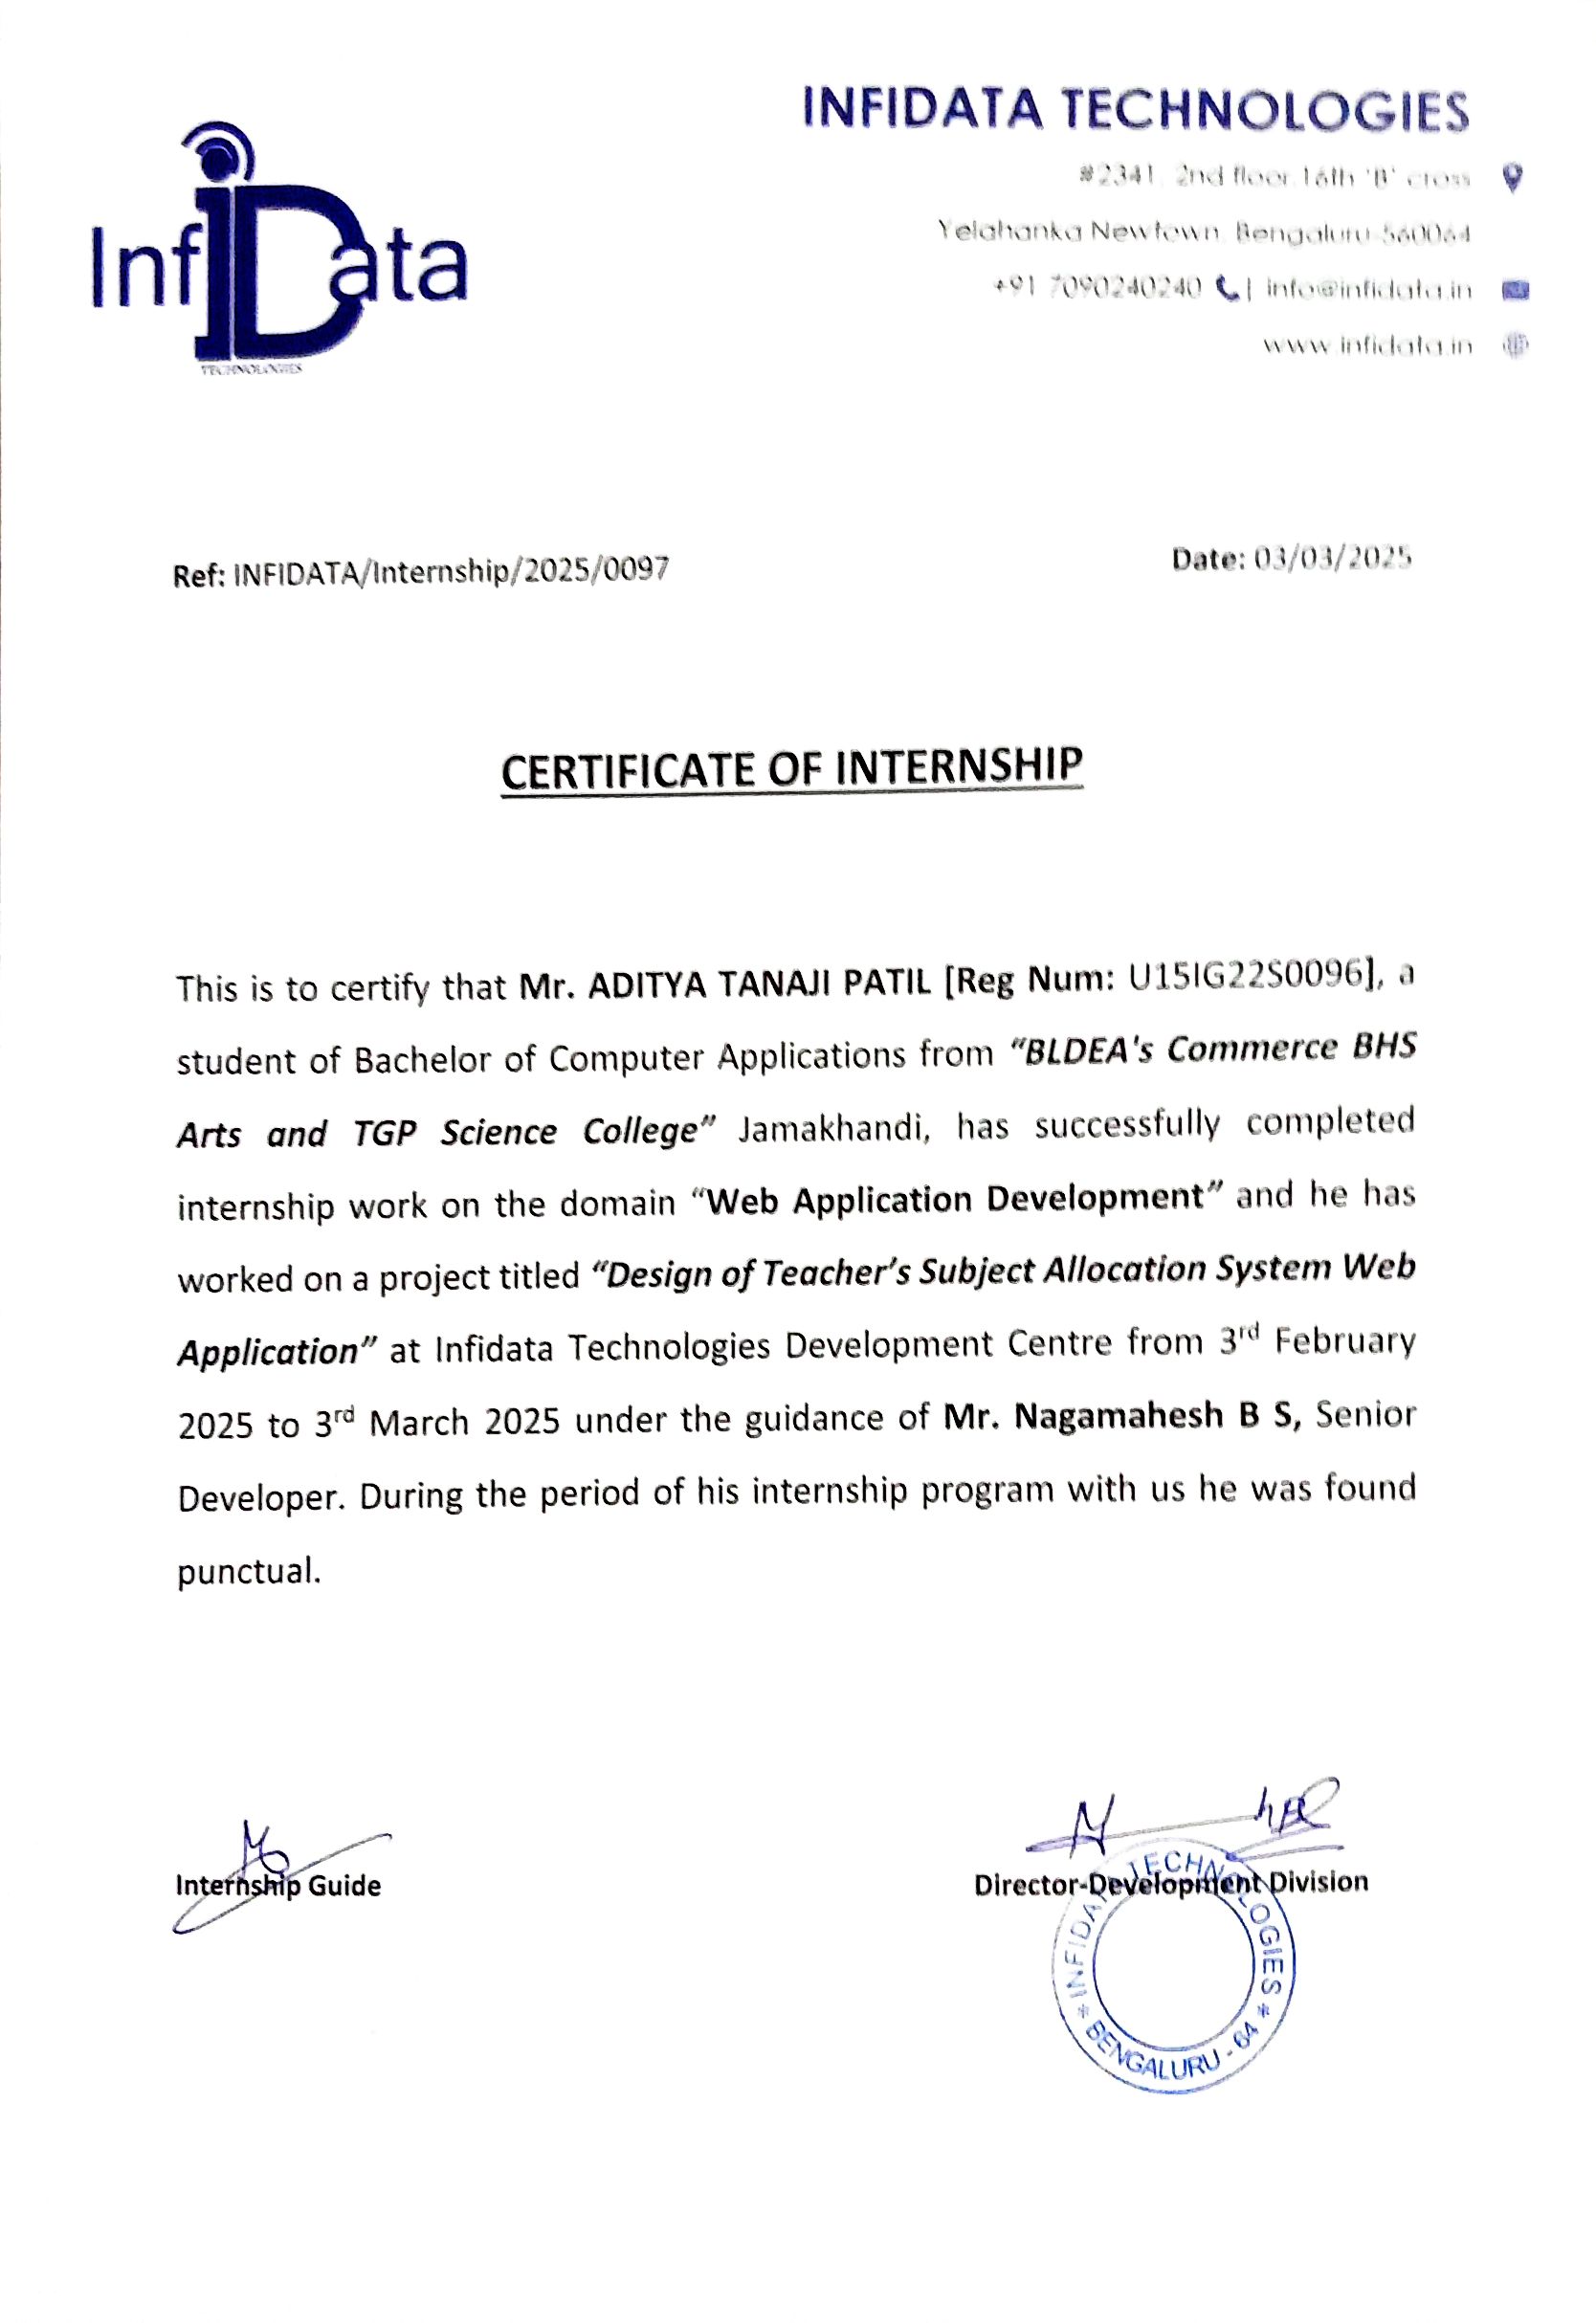 InfiData
TECHNOLOGIES
INFIDATA TECHNOLOGIES
#2341, 2nd floor, 16th 'B' cross
Yelahanka Newtown, Bengaluru-560064
+91 7090240240 | info@infidata.in
www.infidata.in
Ref: INFIDATA/Internship/2025/0097
Date: 03/03/2025
CERTIFICATE OF INTERNSHIP
This is to certify that Mr. ADITYA TANAJI PATIL [Reg Num: U15IG22S0096], a
student of Bachelor of Computer Applications from “BLDEA's Commerce BHS
Arts and TGP Science College” Jamakhandi, has successfully completed
internship work on the domain “Web Application Development” and he has
worked on a project titled “Design of Teacher’s Subject Allocation System Web
Application” at Infidata Technologies Development Centre from 3rd February
2025 to 3rd March 2025 under the guidance of Mr. Nagamahesh B S, Senior
Developer. During the period of his internship program with us he was found
punctual.
Internship Guide
Director-Development Division
INFIDATA TECHNOLOGIES
* BENGALURU - 64 *